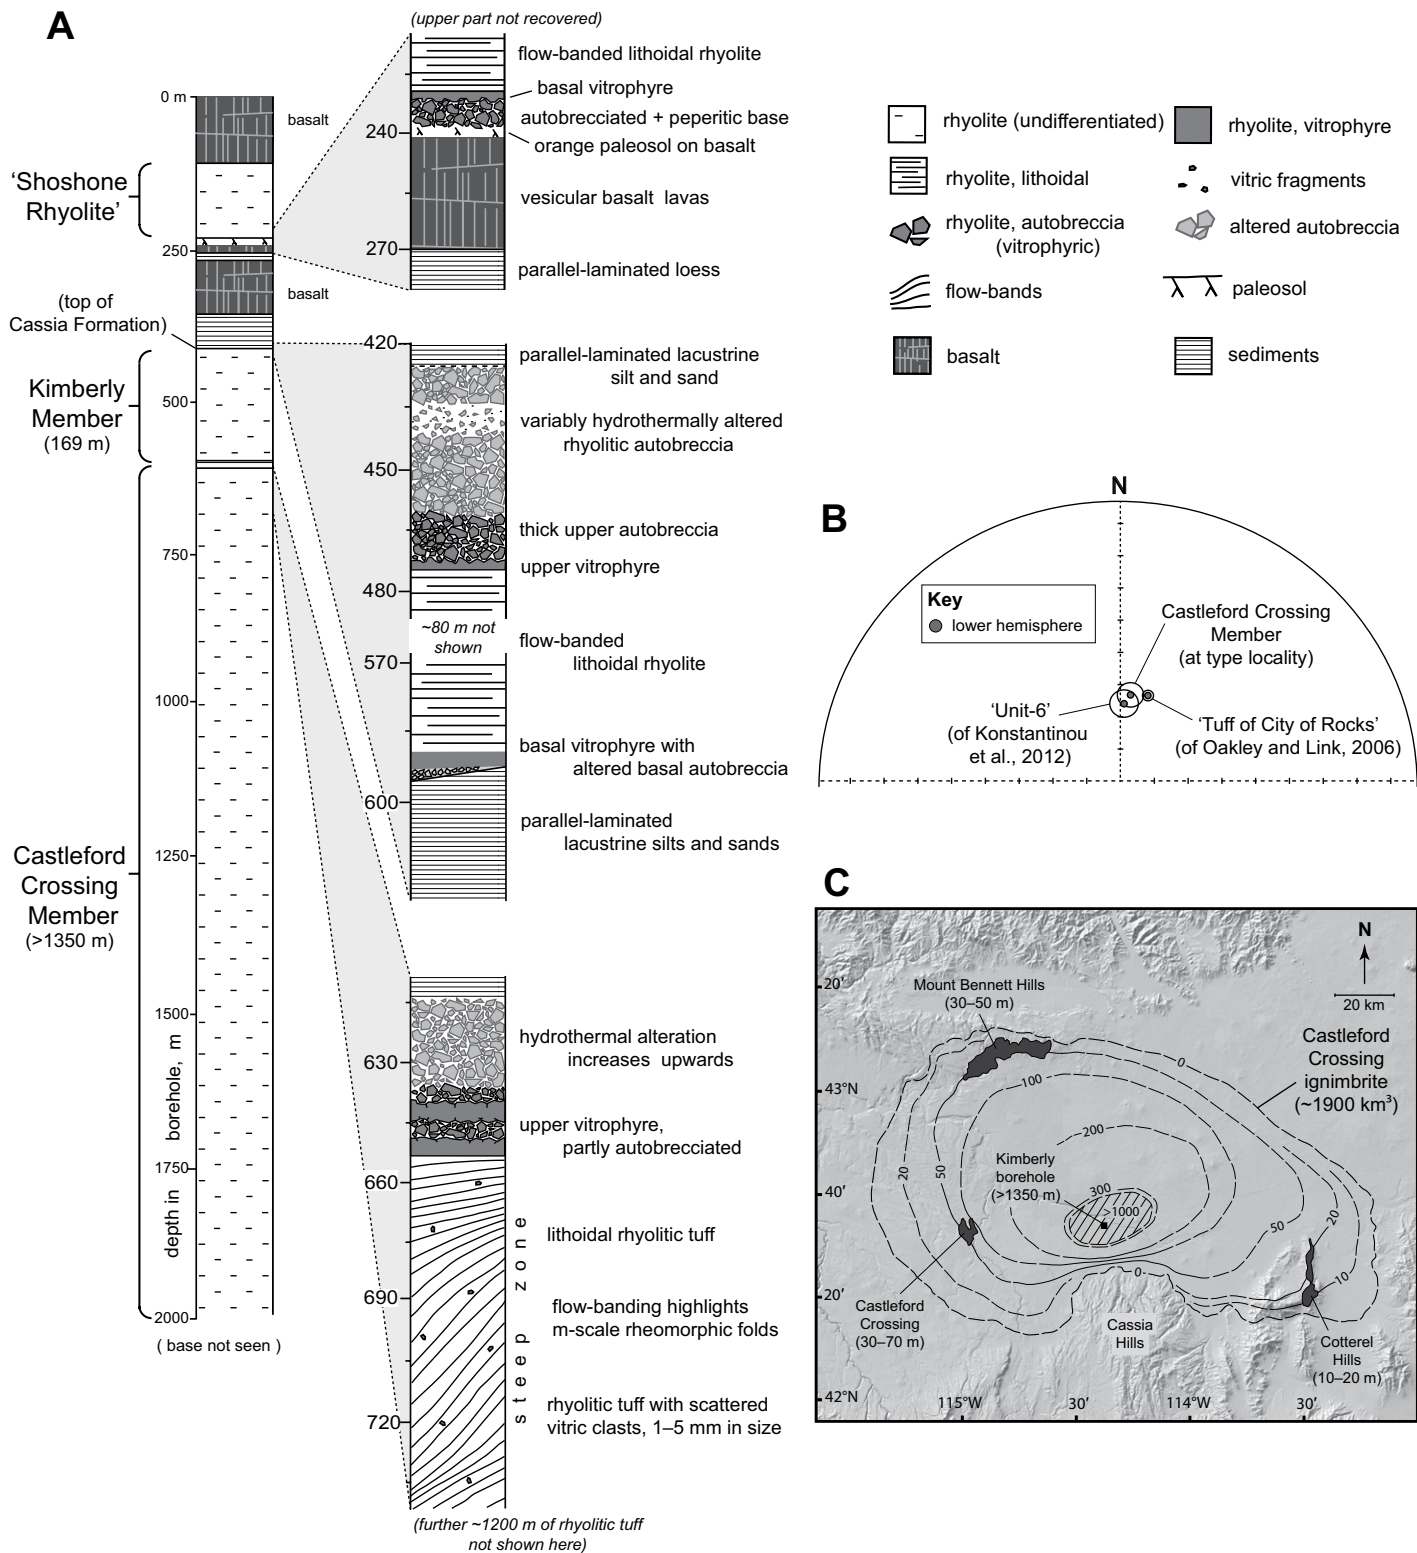 A
(upper part not recovered)
0 m
basalt
'Shoshone
Rhyolite'
250
basalt
(top of
Cassia Formation)
Kimberly
Member
(169 m)
500
750
1000
Castleford
Crossing
Member
(>1350 m)
1250
1500
1750
2000
depth in borehole, m
( base not seen )
flow-banded lithoidal rhyolite
basal vitrophyre
autobrecciated + peperitic base
240
orange paleosol on basalt
vesicular basalt lavas
270
parallel-laminated loess
420
parallel-laminated lacustrine
silt and sand
variably hydrothermally altered
rhyolitic autobreccia
450
thick upper autobreccia
upper vitrophyre
480
~80 m not
shown
flow-banded
lithoidal rhyolite
570
basal vitrophyre with
altered basal autobreccia
600
parallel-laminated
lacustrine silts and sands
hydrothermal alteration
increases upwards
630
upper vitrophyre,
partly autobrecciated
660
lithoidal rhyolitic tuff
690
flow-banding highlights
m-scale rheomorphic folds
steep zone
rhyolitic tuff with scattered
vitric clasts, 1–5 mm in size
720
(further ~1200 m of rhyolitic tuff
not shown here)
rhyolite (undifferentiated)
rhyolite, vitrophyre
rhyolite, lithoidal
vitric fragments
rhyolite, autobreccia
(vitrophyric)
altered autobreccia
flow-bands
paleosol
basalt
sediments
B
N
Key
lower hemisphere
Castleford Crossing
Member
(at type locality)
'Unit-6'
(of Konstantinou
et al., 2012)
'Tuff of City of Rocks'
(of Oakley and Link, 2006)
C
N
20 km
20'
43°N
40'
20'
42°N
115°W
30'
114°W
30'
Mount Bennett Hills
(30–50 m)
Castleford
Crossing
ignimbrite
(~1900 km³)
0
100
200
20
50
Kimberly
borehole
(>1350 m)
300
>1000
50
20
10
0
Castleford
Crossing
(30–70 m)
Cassia
Hills
Cotterel
Hills
(10–20 m)